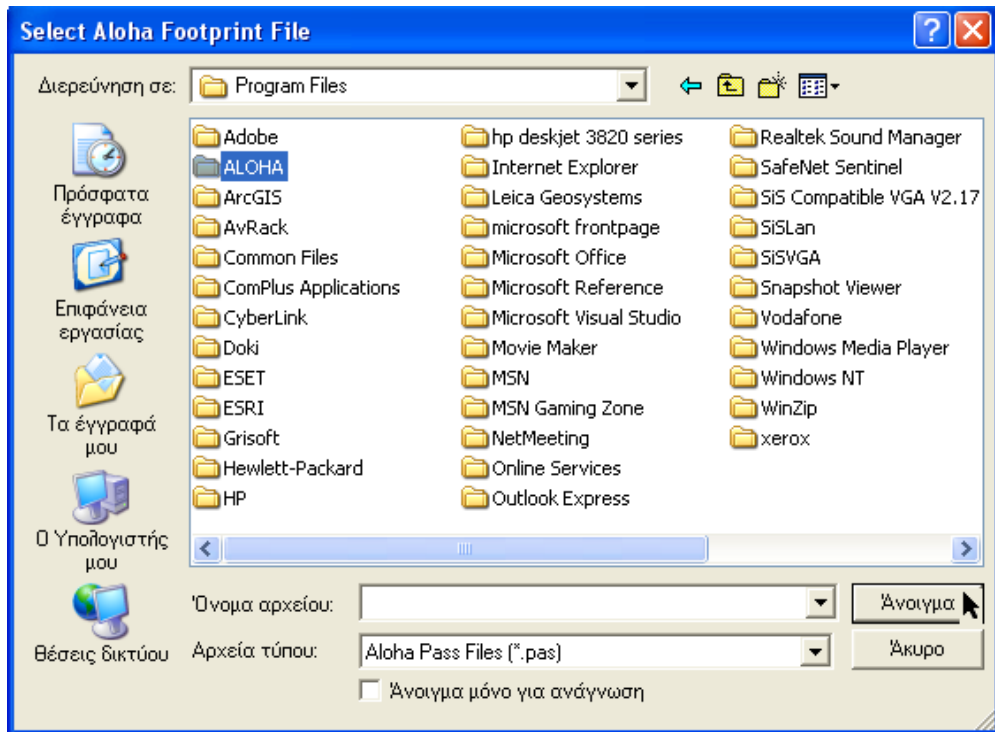 Select Aloha Footprint File
Διερεύνηση σε:
Program Files
Πρόσφατα
έγγραφα
Επιφάνεια
εργασίας
Τα έγγραφά
μου
Ο Υπολογιστής
μου
Θέσεις δικτύου
Adobe
ALOHA
ArcGIS
AvRack
Common Files
ComPlus Applications
CyberLink
Doki
ESET
ESRI
Grisoft
Hewlett-Packard
HP
hp deskjet 3820 series
Internet Explorer
Leica Geosystems
microsoft frontpage
Microsoft Office
Microsoft Reference
Microsoft Visual Studio
Movie Maker
MSN
MSN Gaming Zone
NetMeeting
Online Services
Outlook Express
Realtek Sound Manager
SafeNet Sentinel
SiS Compatible VGA V2.17
SiSLan
SiSVGA
Snapshot Viewer
Vodafone
Windows Media Player
Windows NT
WinZip
xerox
Όνομα αρχείου:
Άνοιγμα
Αρχεία τύπου:
Aloha Pass Files (*.pas)
Άκυρο
Άνοιγμα μόνο για ανάγνωση